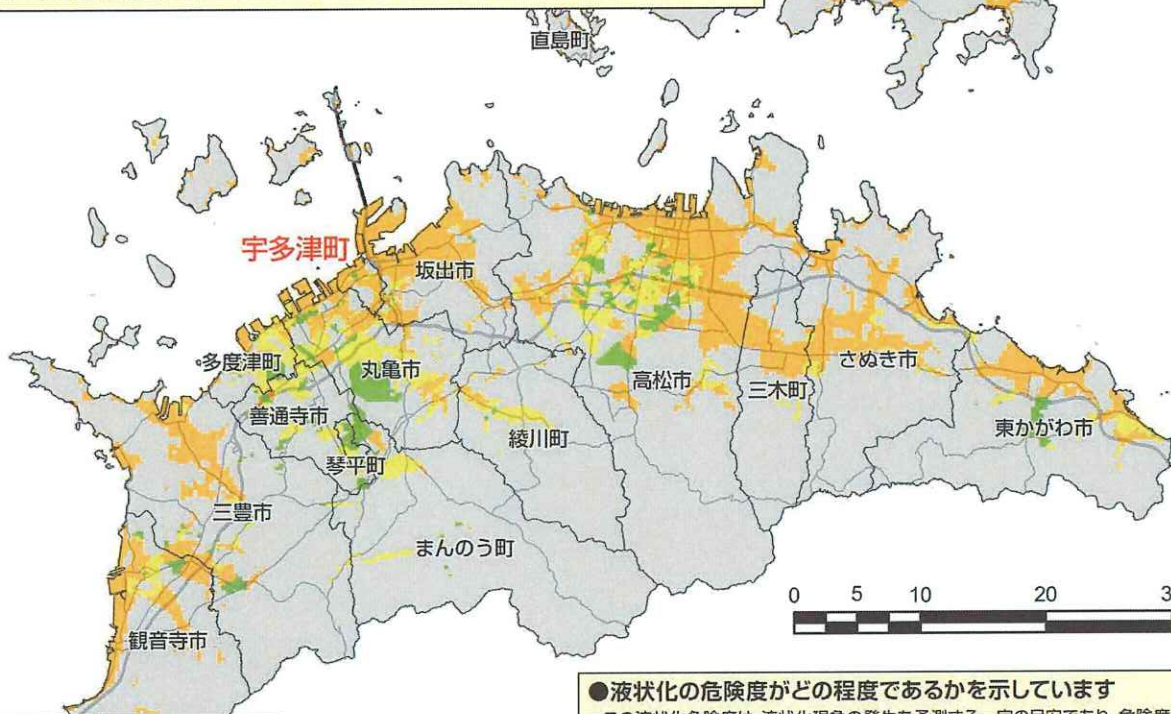 直島町
宇多津町
坂出市
多度津町
丸亀市
高松市
さぬき市
三木町
善通寺市
綾川町
東かがわ市
琴平町
三豊市
まんのう町
0 5 10 20
観音寺市
●液状化の危険度がどの程度であるかを示しています